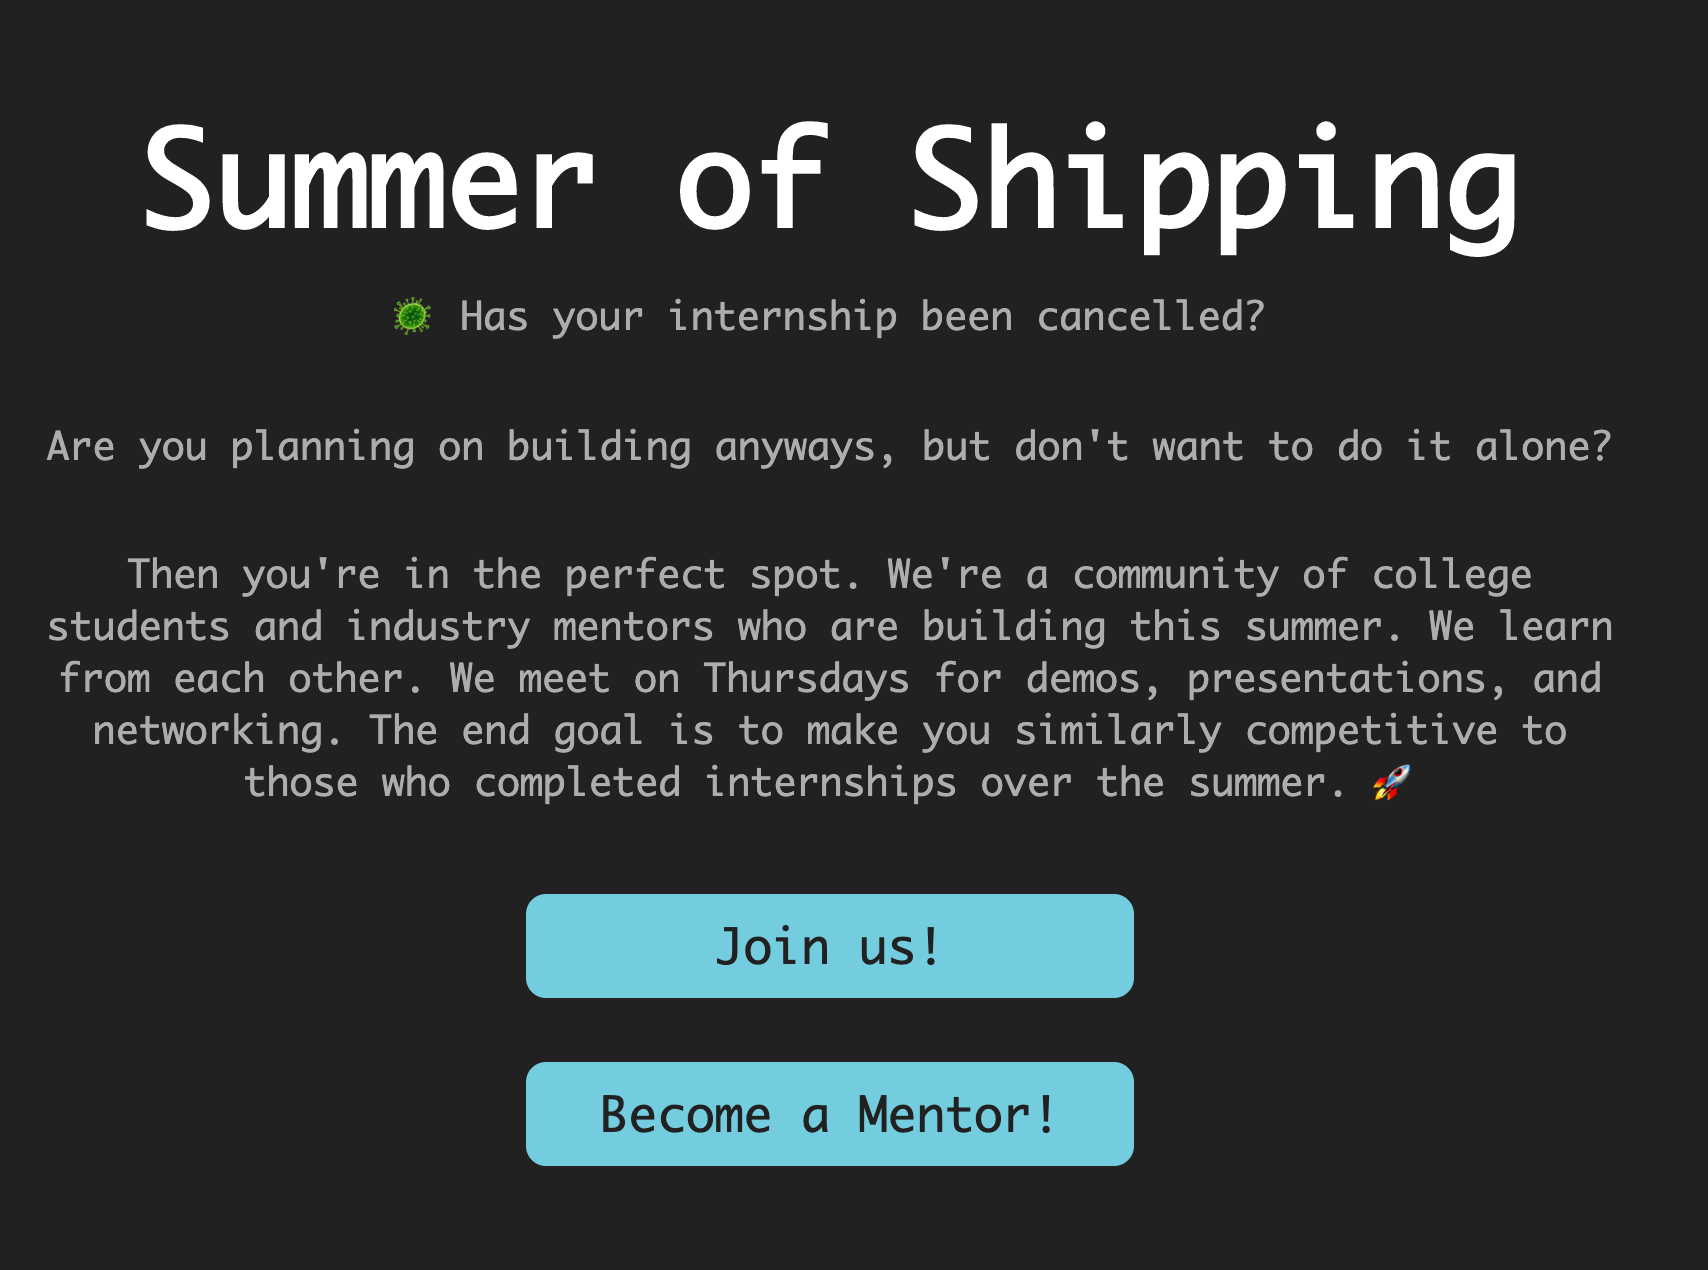 Summer of Shipping
🦠 Has your internship been cancelled?
Are you planning on building anyways, but don't want to do it alone?
Then you're in the perfect spot. We're a community of college
students and industry mentors who are building this summer. We learn
from each other. We meet on Thursdays for demos, presentations, and
networking. The end goal is to make you similarly competitive to
those who completed internships over the summer. 🚀
Join us!
Become a Mentor!